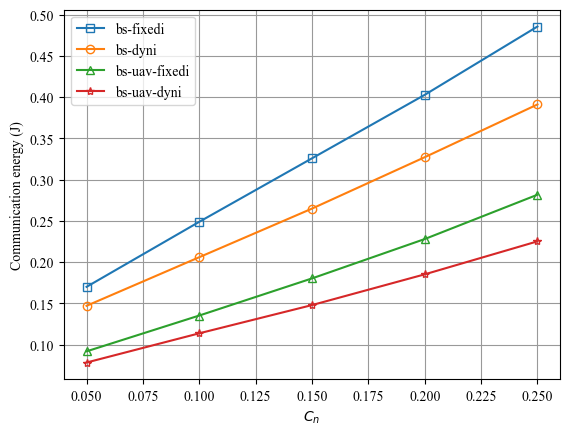 bs-fixedi
bs-dyni
bs-uav-fixedi
bs-uav-dyni
Communication energy (J)
0.50
0.45
0.40
0.35
0.30
0.25
0.20
0.15
0.10
0.050 0.075 0.100 0.125 0.150 0.175 0.200 0.225 0.250
Cn